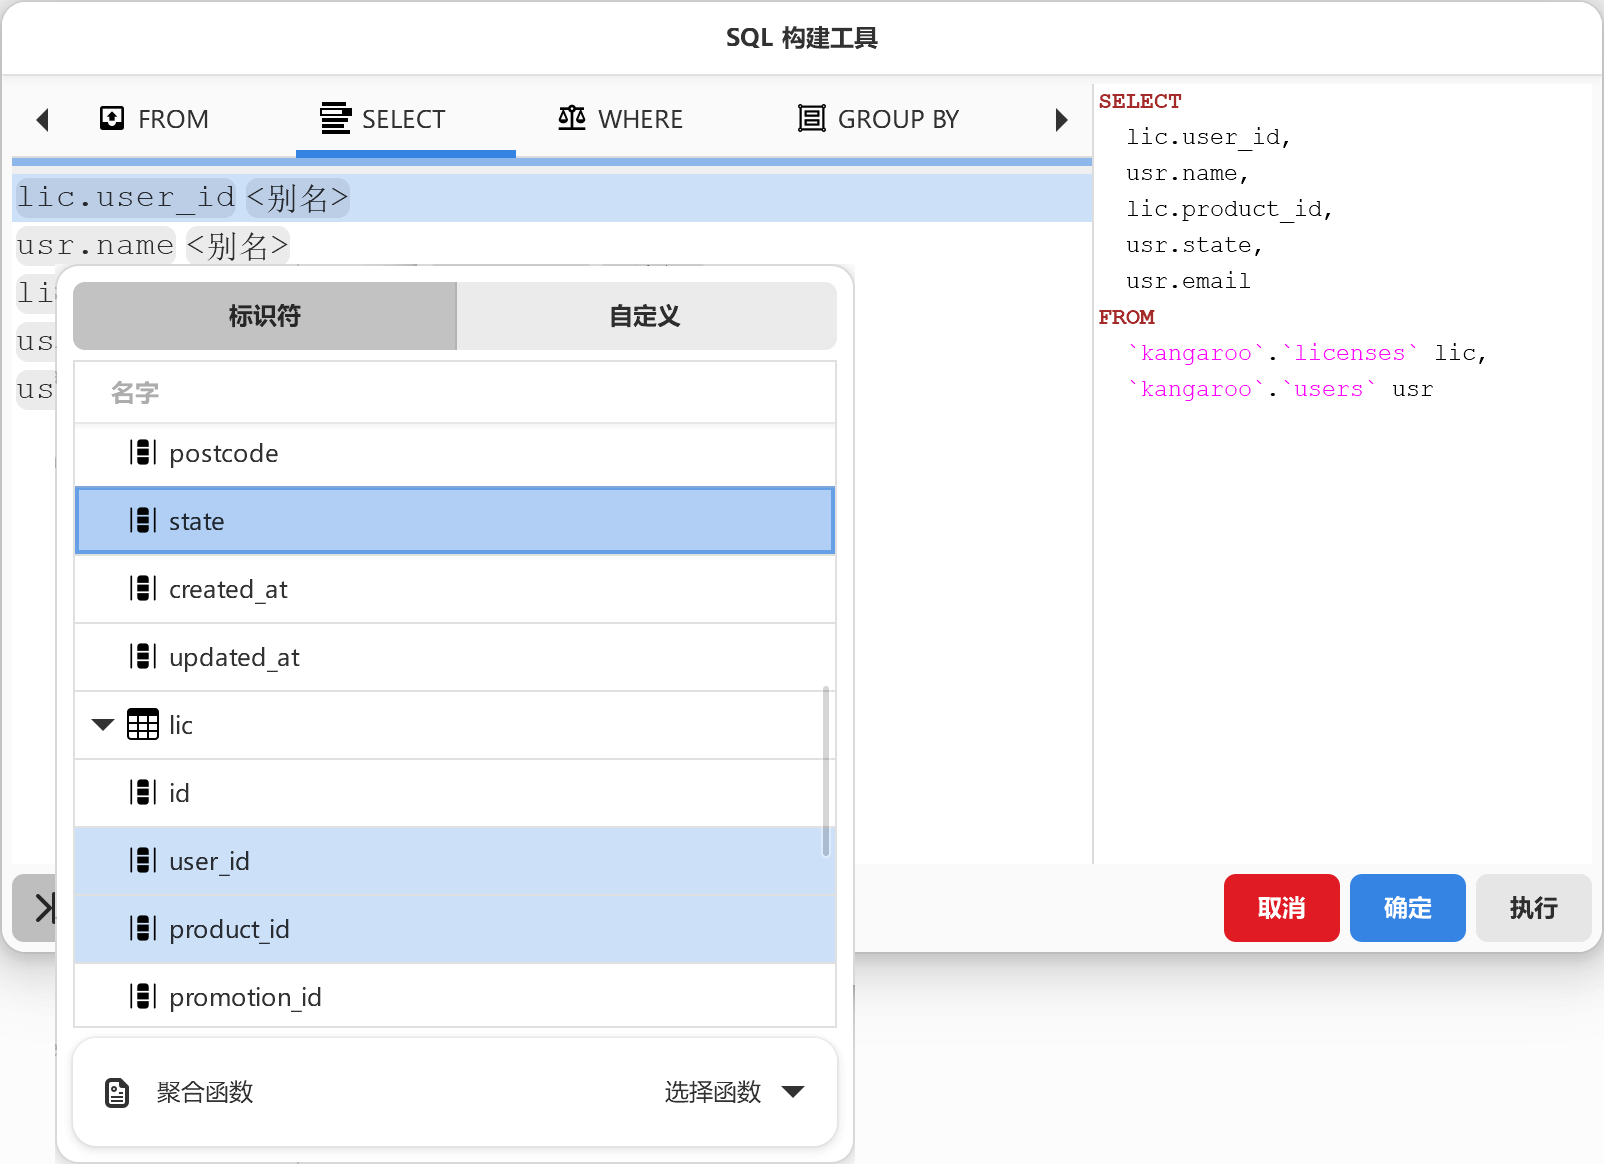 SQL 构建工具
FROM
SELECT
WHERE
GROUP BY
lic.user_id <别名>
usr.name <别名>
li
us
us
标识符
自定义
名字
postcode
state
created_at
updated_at
lic
id
user_id
product_id
promotion_id
聚合函数
选择函数
SELECT
lic.user_id,
usr.name,
lic.product_id,
usr.state,
usr.email
FROM
`kangaroo`.`licenses` lic,
`kangaroo`.`users` usr
取消
确定
执行